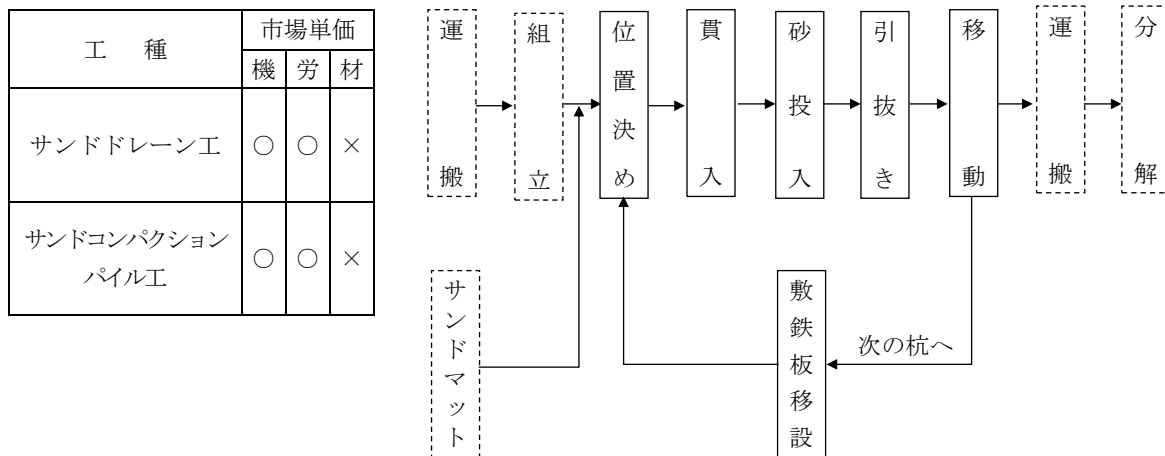 工 種
市場単価
機 労 材
サンドドレーン工 ○ ○ ×
サンドコンパクション
パイル工
○ ○ ×
運搬
組立
位置決め
貫入
砂投入
引抜き
移動
運搬
分解
サンドマット
敷鉄板移設
次の杭へ